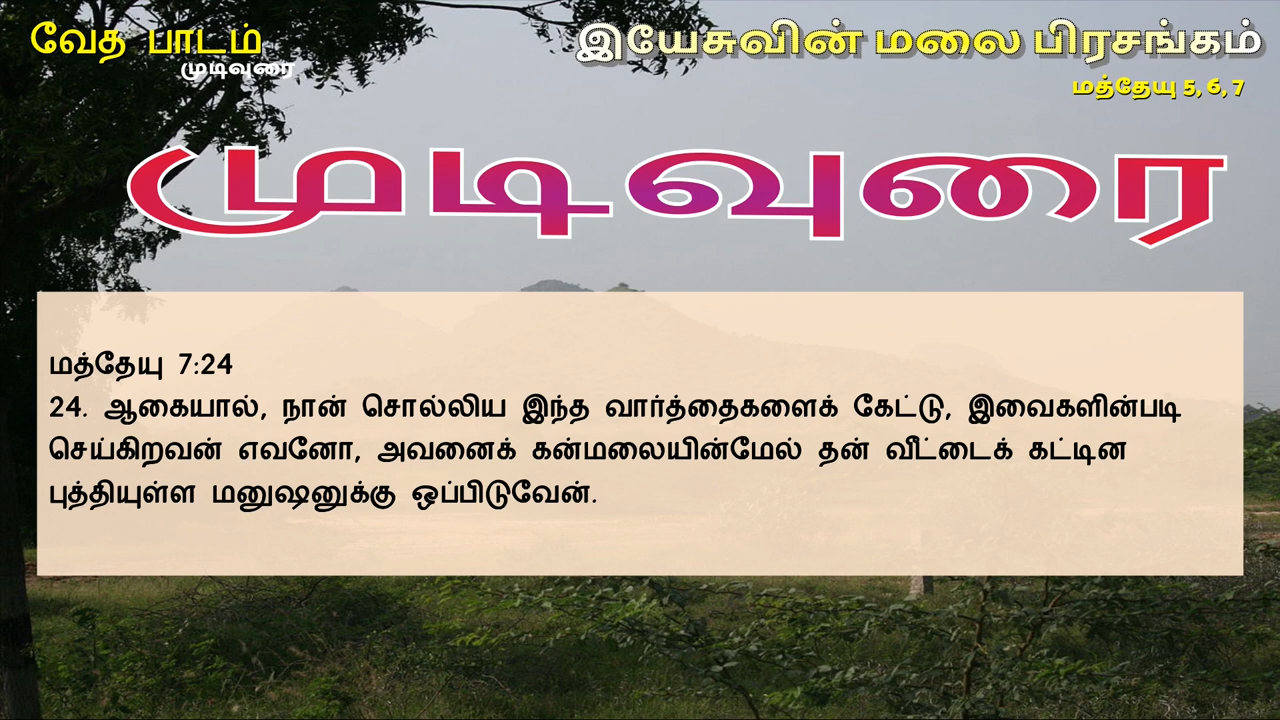 வேத பாடம்
முடிவுரை
இயேசுவின் மலை பிரசங்கம்
மத்தேயு 5, 6, 7
முடிவுரை
மத்தேயு 7:24
24. ஆகையால், நான் சொல்லிய இந்த வார்த்தைகளைக் கேட்டு, இவைகளின்படி
செய்கிறவன் எவனோ, அவனைக் கன்மலையின்மேல் தன் வீட்டைக் கட்டின
புத்தியுள்ள மனுஷனுக்கு ஒப்பிடுவேன்.